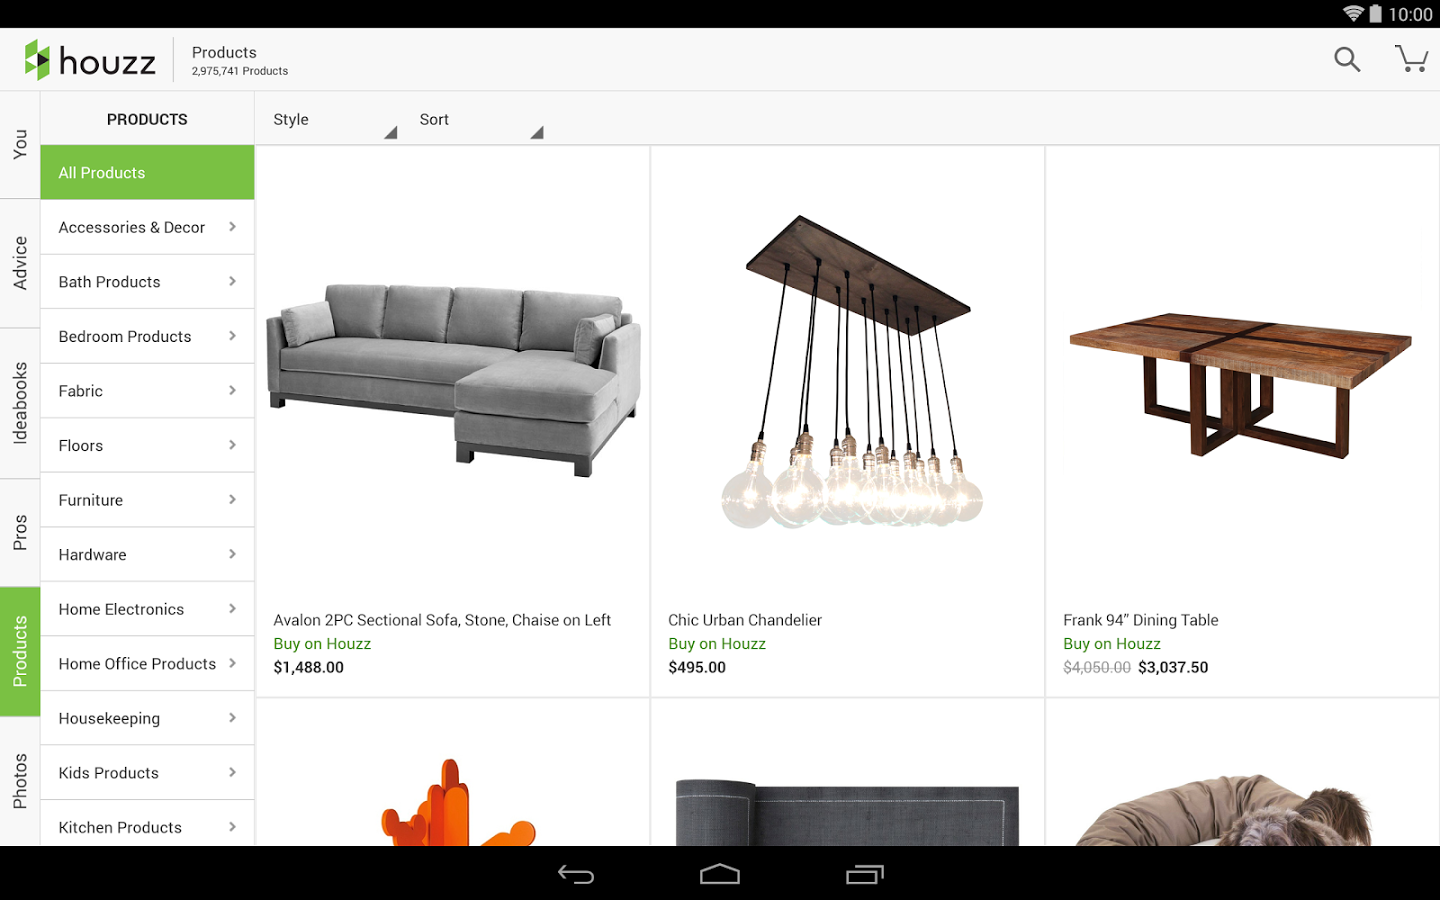 10:00
houzz
Products
2,975,741 Products
You
Advice
Ideabooks
Pros
Products
Photos
PRODUCTS
All Products
Accessories & Decor
Bath Products
Bedroom Products
Fabric
Floors
Furniture
Hardware
Home Electronics
Home Office Products
Housekeeping
Kids Products
Kitchen Products
Style
Sort
Avalon 2PC Sectional Sofa, Stone, Chaise on Left
Buy on Houzz
$1,488.00
Chic Urban Chandelier
Buy on Houzz
$495.00
Frank 94” Dining Table
Buy on Houzz
$4,050.00 $3,037.50